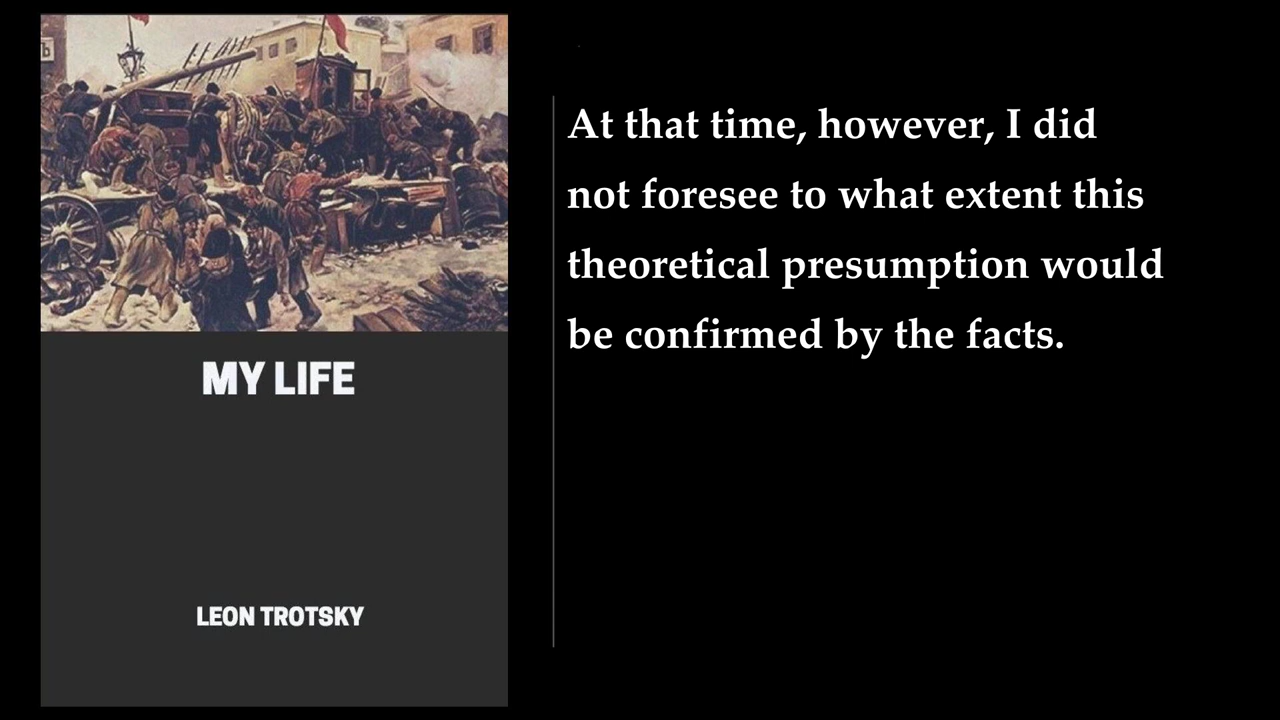 MY LIFE
LEON TROTSKY
At that time, however, I did
not foresee to what extent this
theoretical presumption would
be confirmed by the facts.